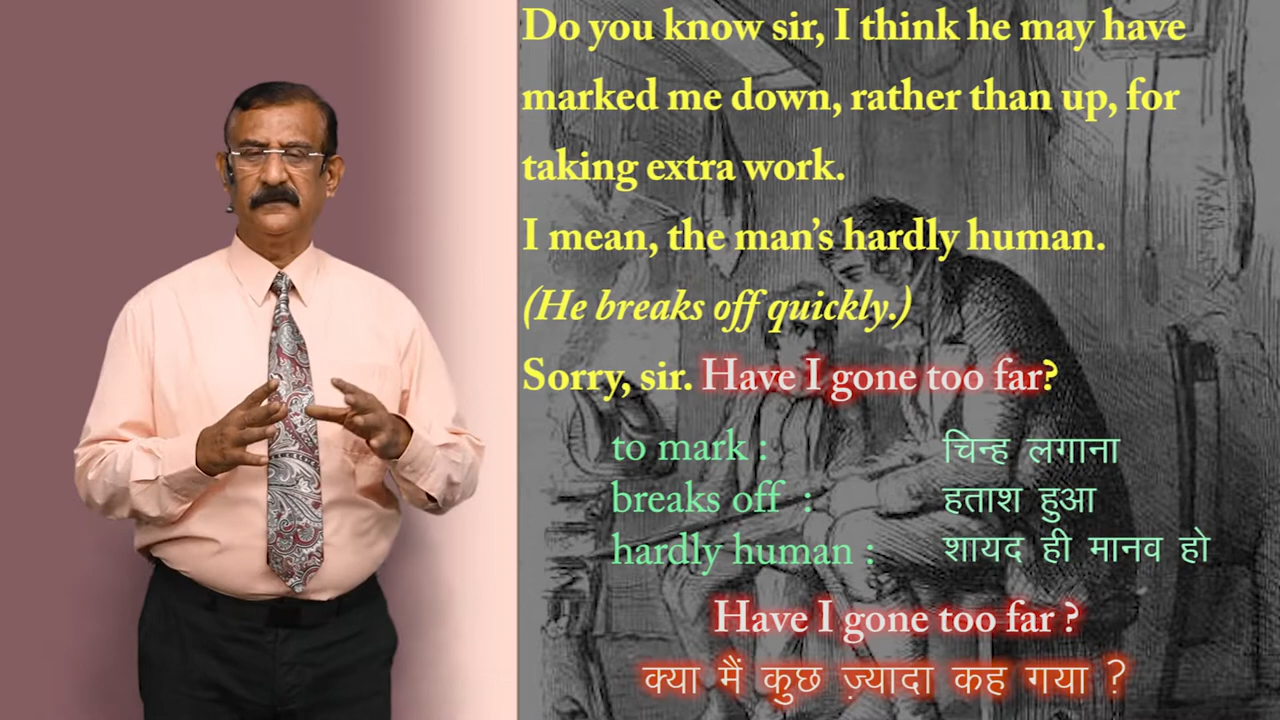 Do you know sir, I think he may have
marked me down, rather than up, for
taking extra work.
I mean, the man’s hardly human.
(He breaks off quickly.)
Sorry, sir. Have I gone too far?
to mark : चिन्ह लगाना
breaks off : हताश हुआ
hardly human : शायद ही मानव हो
Have I gone too far ?
क्या मैं कुछ ज़्यादा कह गया ?